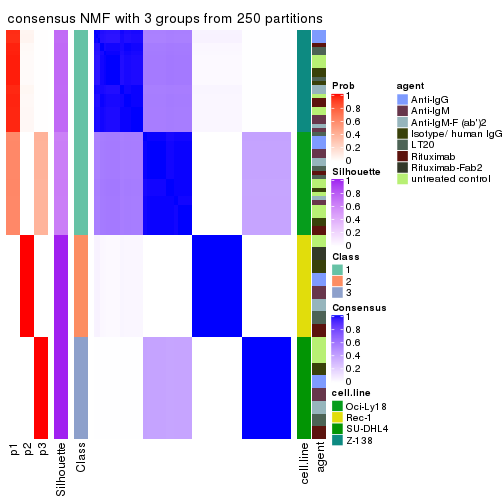 consensus NMF with 3 groups from 250 partitions
Prob
1
0.8
0.6
0.4
0.2
0
Silhouette
1
0.8
0.6
0.4
0.2
0
Class
1
2
3
Consensus
1
0.8
0.6
0.4
0.2
0
cell.line
Oci-Ly18
Rec-1
SU-DHL4
Z-138
agent
Anti-IgG
Anti-IgM
Anti-IgM-F (ab')2
Isotype/ human IgG
LT20
Rituximab
Rituximab-Fab2
untreated control
p1
p2
p3
Silhouette
Class
cell.line
agent